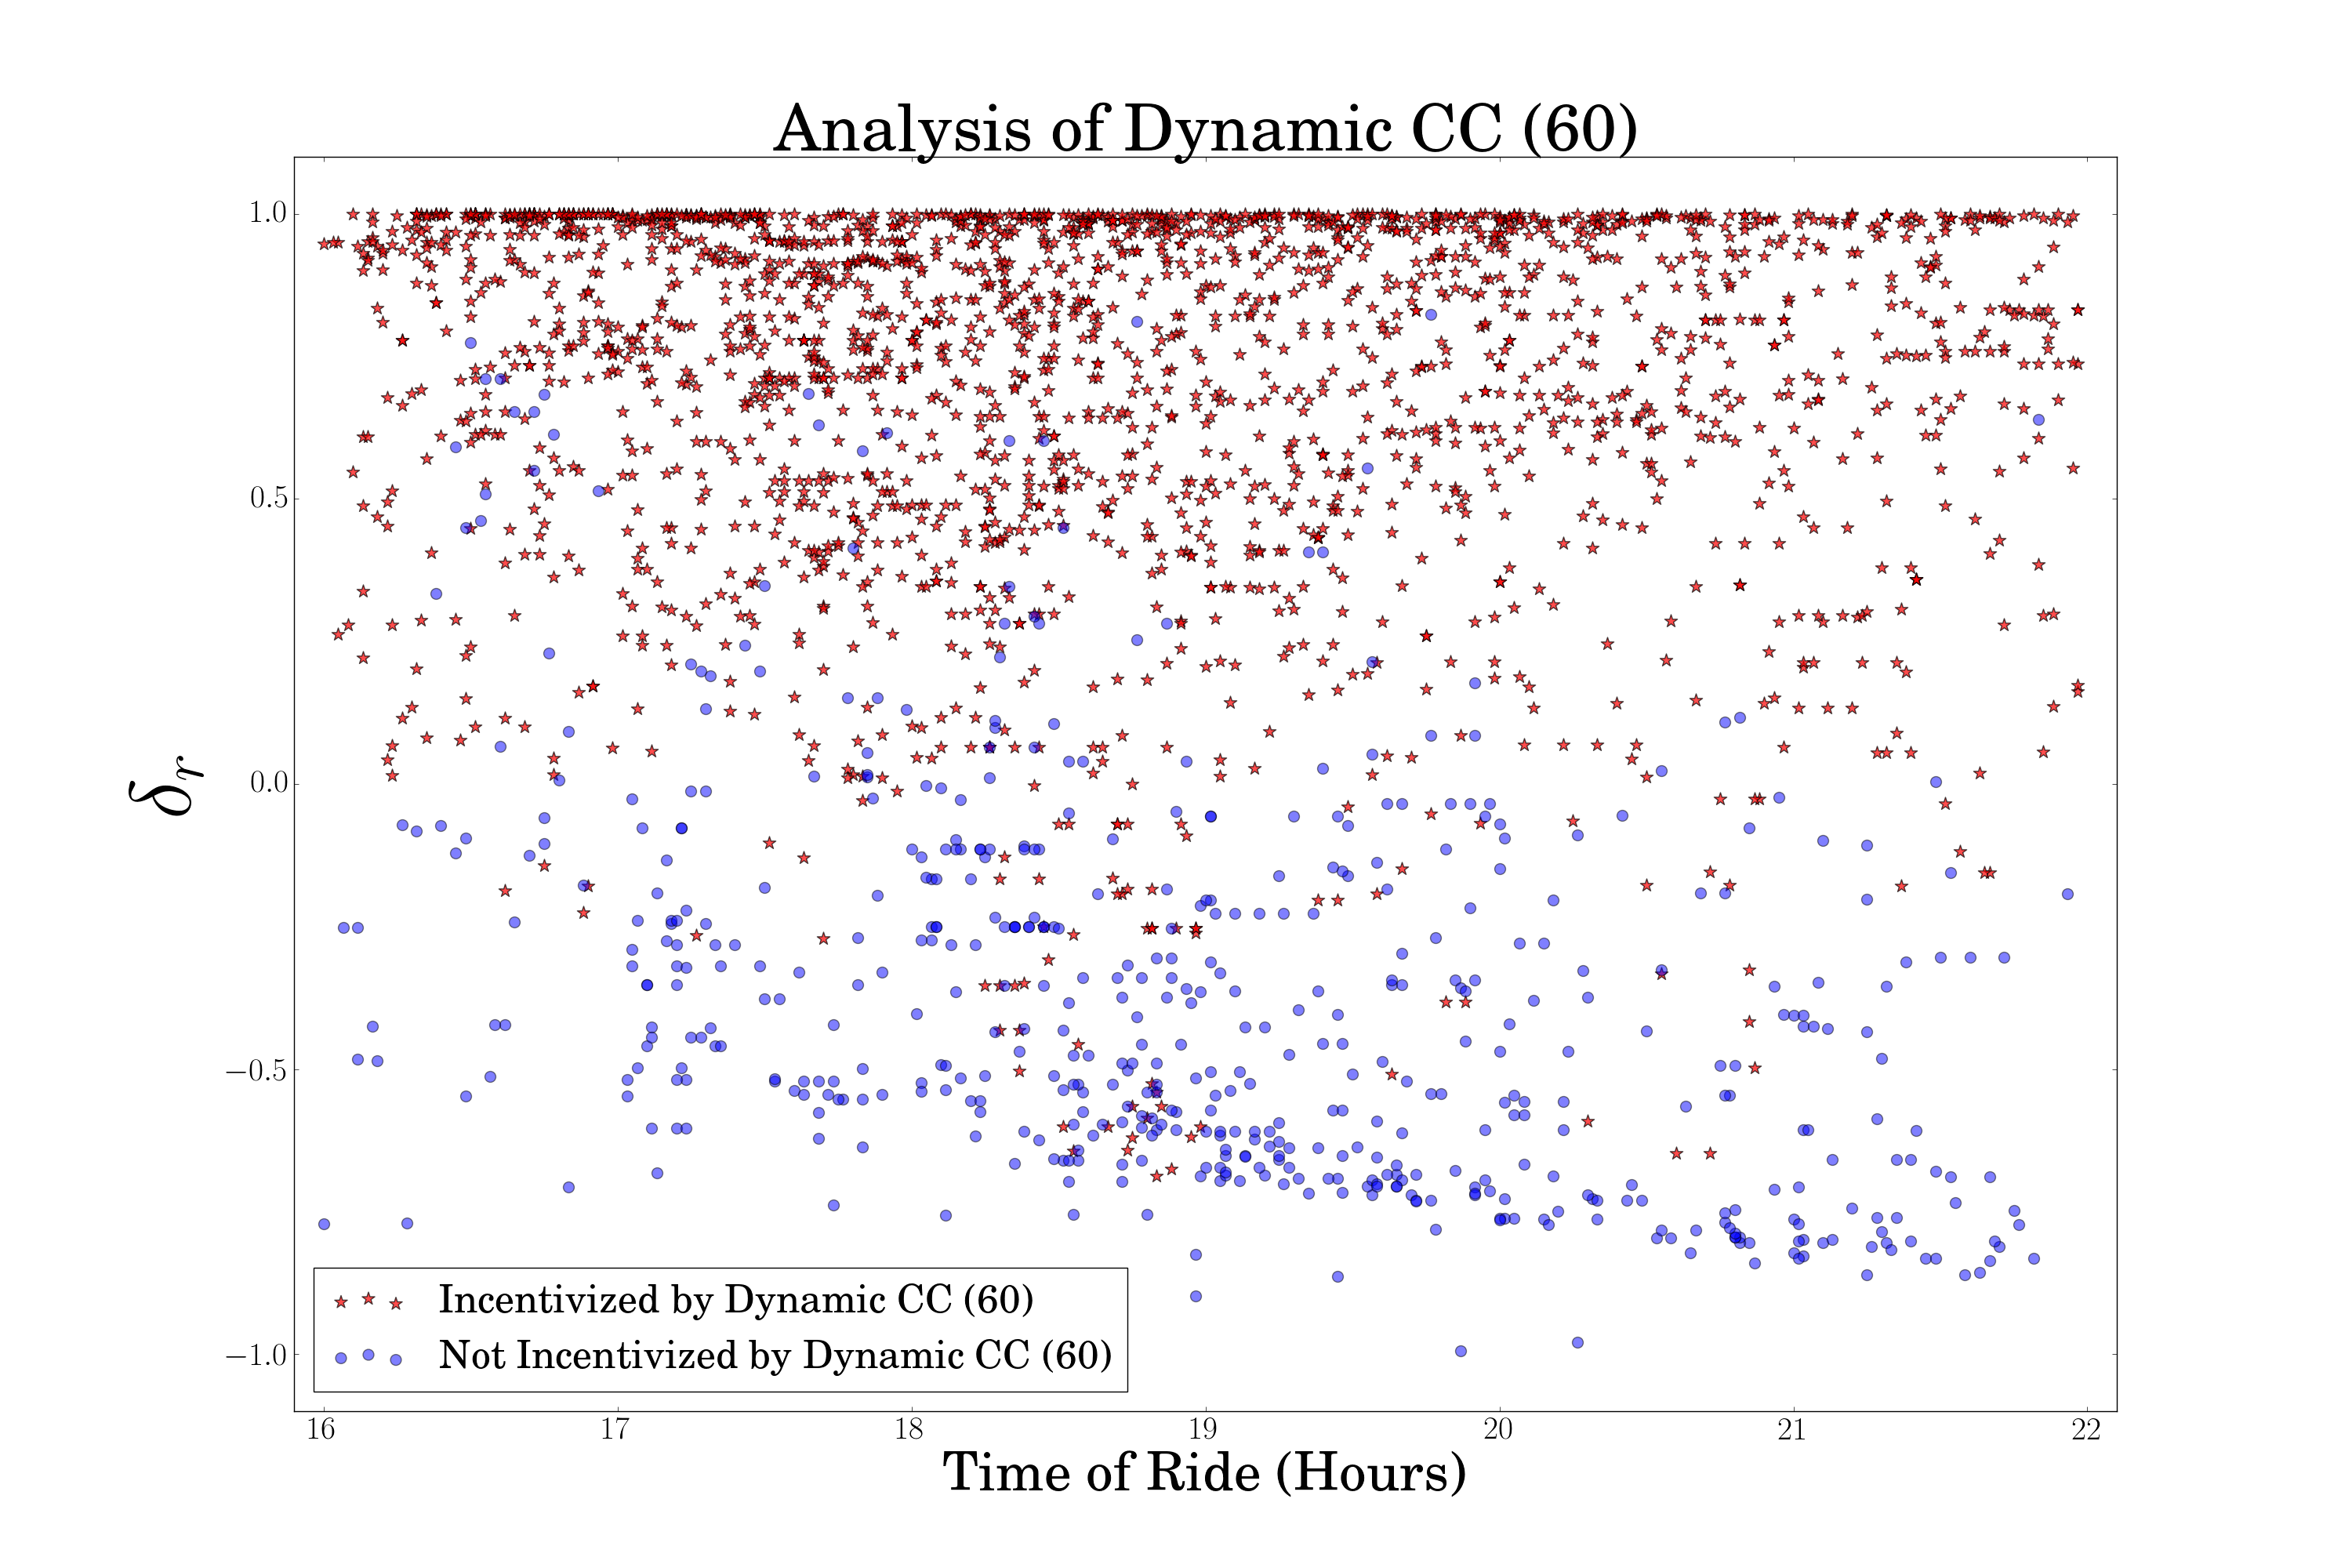 Analysis of Dynamic CC (60)
1.0
0.5
0.0
−0.5
−1.0
δr
Incentivized by Dynamic CC (60)
Not Incentivized by Dynamic CC (60)
16 17 18 19 20 21 22
Time of Ride (Hours)